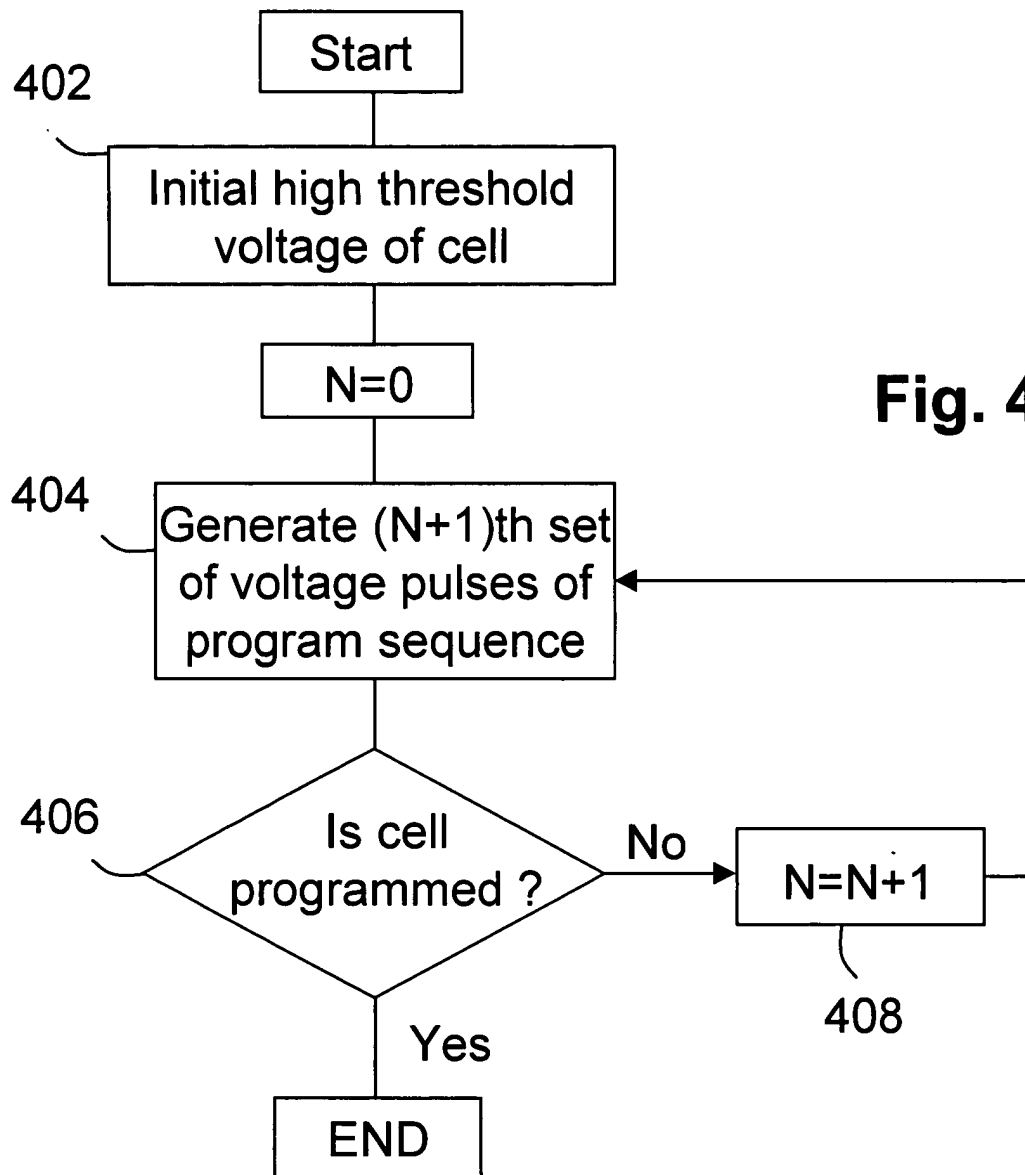 Start
402
Initial high threshold
voltage of cell
N=0
Fig. 4
404
Generate (N+1)th set
of voltage pulses of
program sequence
406
Is cell
programmed ?
No
N=N+1
408
Yes
END